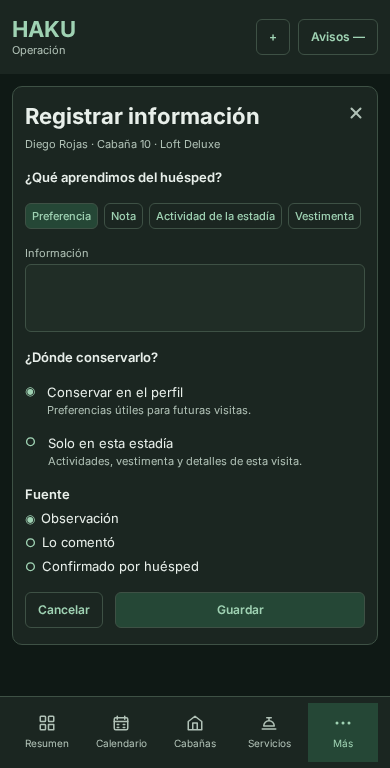 HAKU
Operación
+
Avisos —
Registrar información
Diego Rojas · Cabaña 10 · Loft Deluxe
¿Qué aprendimos del huésped?
Preferencia
Nota
Actividad de la estadía
Vestimenta
Información
¿Dónde conservarlo?
Conservar en el perfil
Preferencias útiles para futuras visitas.
Solo en esta estadía
Actividades, vestimenta y detalles de esta visita.
Fuente
Observación
Lo comentó
Confirmado por huésped
Cancelar
Guardar
Resumen
Calendario
Cabañas
Servicios
Más